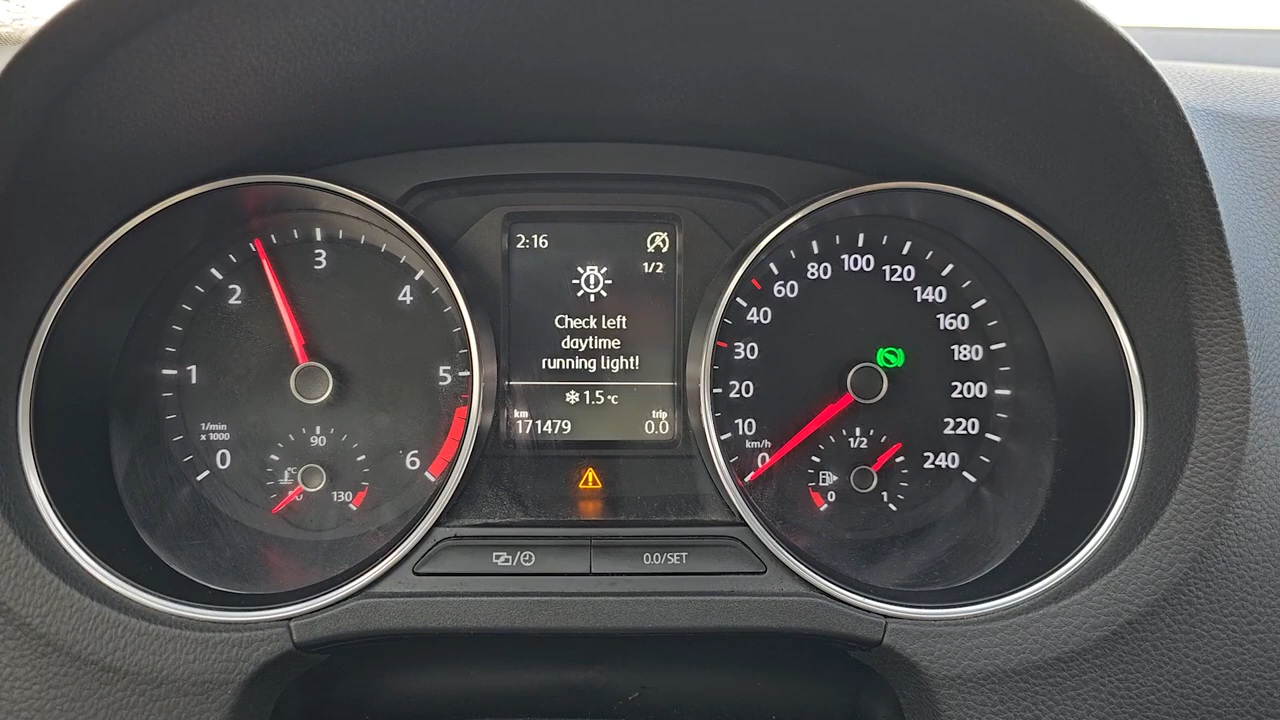 2:16
1/2
Check left
daytime
running light!
1.5 °C
km
trip
171479
0.0
0
1
2
3
4
5
6
1/min
x 1000
°C
50
90
130
0
10
20
30
40
60
80
100
120
140
160
180
200
220
240
km/h
0
1/2
1
0.0/SET